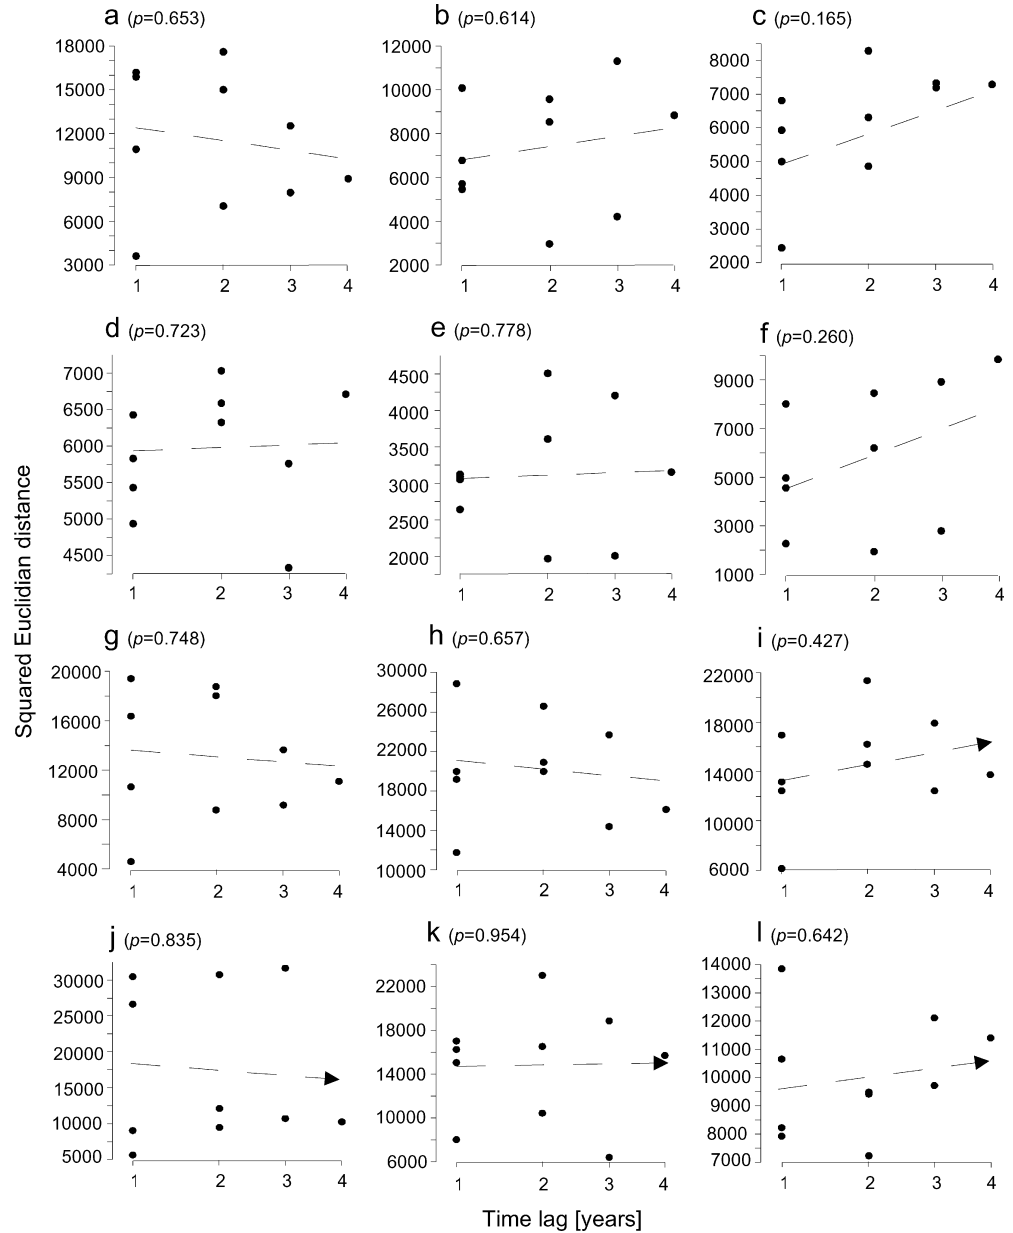 a (p=0.653)
b (p=0.614)
c (p=0.165)
18000
15000
12000
9000
6000
3000
1 2 3 4
12000
10000
8000
6000
4000
2000
1 2 3 4
8000
7000
6000
5000
4000
3000
2000
1 2 3 4
d (p=0.723)
e (p=0.778)
f (p=0.260)
7000
6500
6000
5500
5000
4500
1 2 3 4
4500
4000
3500
3000
2500
2000
1 2 3 4
9000
7000
5000
3000
1000
1 2 3 4
Squared Euclidian distance
g (p=0.748)
h (p=0.657)
i (p=0.427)
20000
16000
12000
8000
4000
1 2 3 4
30000
26000
22000
18000
14000
10000
1 2 3 4
22000
18000
14000
10000
6000
1 2 3 4
j (p=0.835)
k (p=0.954)
l (p=0.642)
30000
25000
20000
15000
10000
5000
1 2 3 4
22000
18000
14000
10000
6000
1 2 3 4
14000
13000
12000
11000
10000
9000
8000
7000
1 2 3 4
Time lag [years]